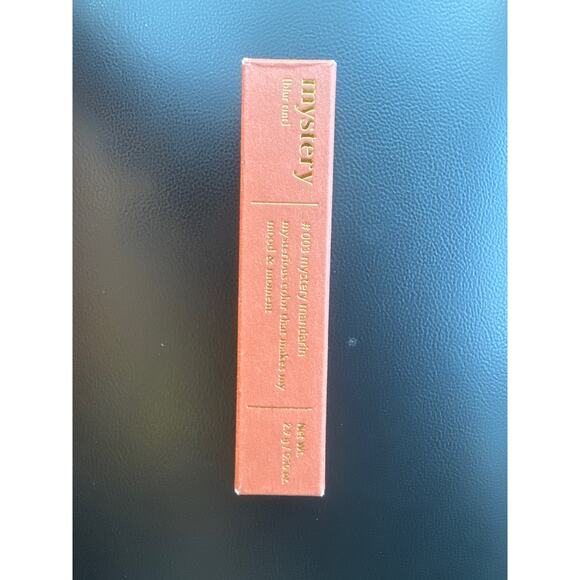 mystery
[blur tint]
# 003 mystery mandarin
mysterious color that makes my
mood & moment
Net Wt.